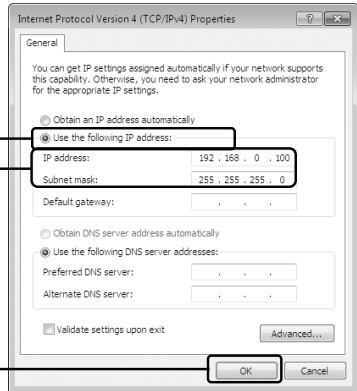 Internet Protocol Version 4 (TCP/IPv4) Properties
General
You can get IP settings assigned automatically if your network supports
this capability. Otherwise, you need to ask your network administrator
for the appropriate IP settings.
Obtain an IP address automatically
Use the following IP address:
IP address: 192 . 168 . 0 . 100
Subnet mask: 255 . 255 . 255 . 0
Default gateway: . . .
Obtain DNS server address automatically
Use the following DNS server addresses:
Preferred DNS server: . . .
Alternate DNS server: . . .
Validate settings upon exit
Advanced...
OK Cancel